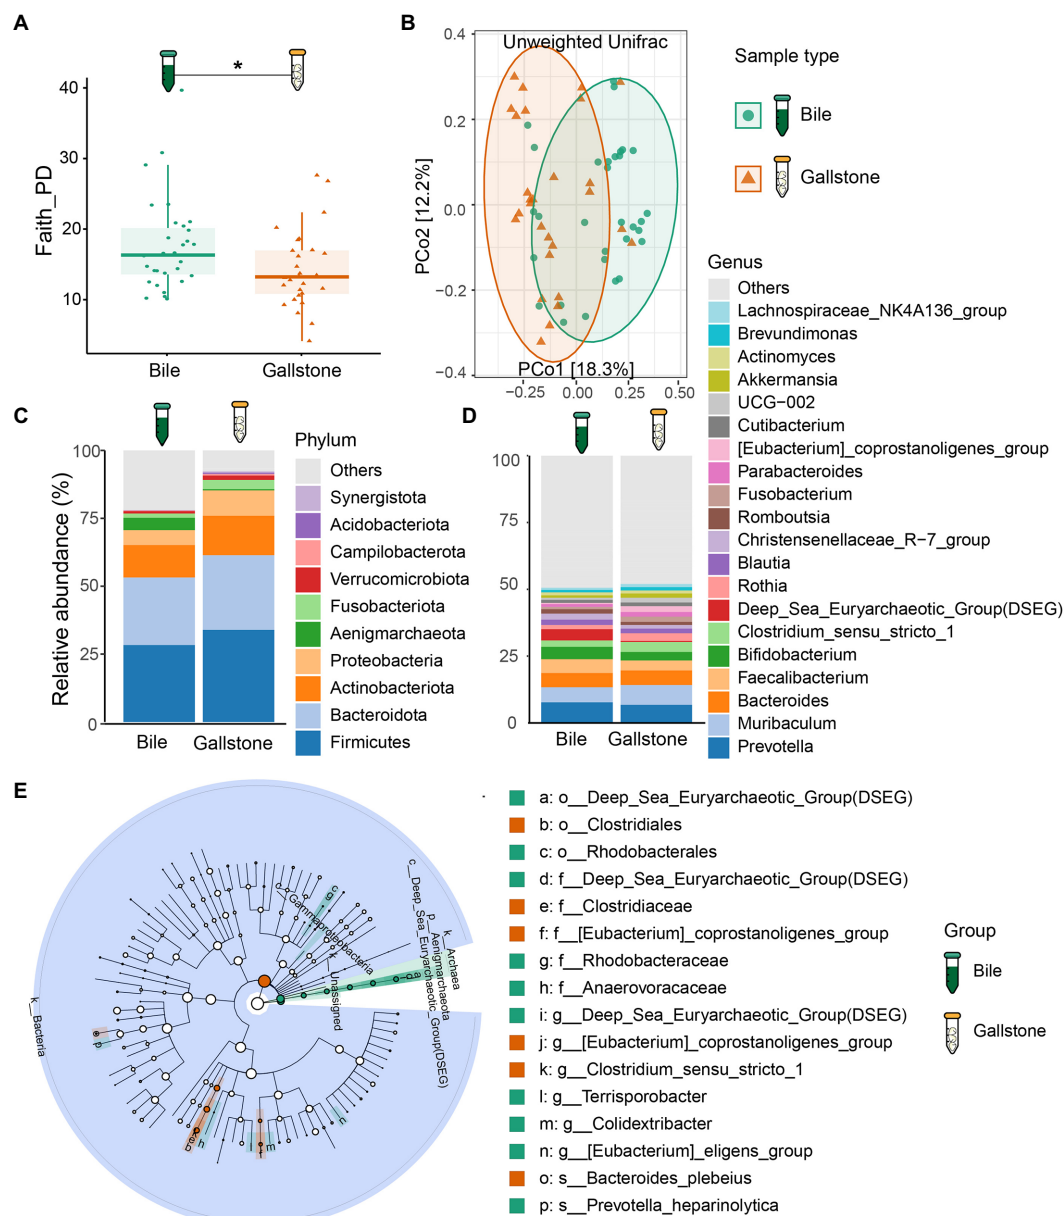 A
*
Faith_PD
40
30
20
10
Bile
Gallstone
B
Unweighted Unifrac
PCo2 [12.2%]
0.4
0.2
0.0
−0.2
−0.4
PCo1 [18.3%]
−0.25
0.00
0.25
0.50
Sample type
Bile
Gallstone
C
Relative abundance (%)
100
75
50
25
0
Bile
Gallstone
Phylum
Others
Synergistota
Acidobacteriota
Campilobacterota
Verrucomicrobiota
Fusobacteriota
Aenigmarchaeota
Proteobacteria
Actinobacteriota
Bacteroidota
Firmicutes
D
100
75
50
25
0
Bile
Gallstone
Genus
Others
Lachnospiraceae_NK4A136_group
Brevundimonas
Actinomyces
Akkermansia
UCG−002
Cutibacterium
[Eubacterium]_coprostanoligenes_group
Parabacteroides
Fusobacterium
Romboutsia
Christensenellaceae_R−7_group
Blautia
Rothia
Deep_Sea_Euryarchaeotic_Group(DSEG)
Clostridium_sensu_stricto_1
Bifidobacterium
Faecalibacterium
Bacteroides
Muribaculum
Prevotella
E
k__Bacteria
c__Gammaproteobacteria
k__Unassigned
c__Deep_Sea_Euryarchaeotic_Group(DSEG)
p__Aenigmarchaeota
k__Archaea
a
d
i
c
g
n
m
l
h
e
b
p
a: o__Deep_Sea_Euryarchaeotic_Group(DSEG)
b: o__Clostridiales
c: o__Rhodobacterales
d: f__Deep_Sea_Euryarchaeotic_Group(DSEG)
e: f__Clostridiaceae
f: f__[Eubacterium]_coprostanoligenes_group
g: f__Rhodobacteraceae
h: f__Anaerovoracaceae
i: g__Deep_Sea_Euryarchaeotic_Group(DSEG)
j: g__[Eubacterium]_coprostanoligenes_group
k: g__Clostridium_sensu_stricto_1
l: g__Terrisporobacter
m: g__Colidextribacter
n: g__[Eubacterium]_eligens_group
o: s__Bacteroides_plebeius
p: s__Prevotella_heparinolytica
Group
Bile
Gallstone